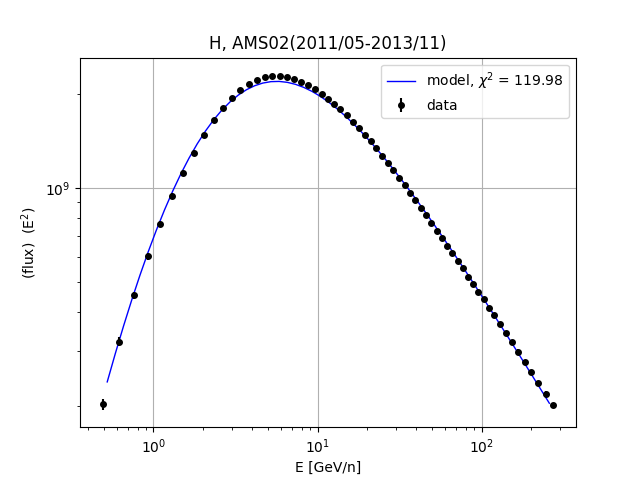 H, AMS02(2011/05-2013/11)
model, χ² = 119.98
data
10⁹
(flux) (E²)
10⁰
10¹
10²
E [GeV/n]